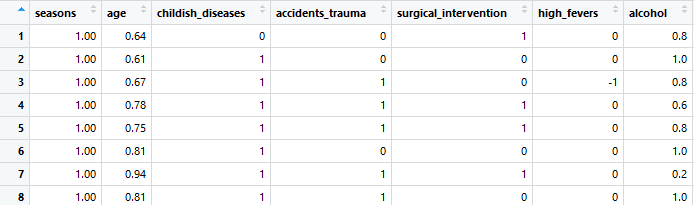 seasons age childish_diseases accidents_trauma surgical_intervention high_fevers alcohol
1 1.00 0.64 0 0 1 0 0.8
2 1.00 0.61 1 0 0 0 1.0
3 1.00 0.67 1 1 0 -1 0.8
4 1.00 0.78 1 1 1 0 0.6
5 1.00 0.75 1 1 1 0 0.8
6 1.00 0.81 1 0 0 0 1.0
7 1.00 0.94 1 1 1 0 0.2
8 1.00 0.81 1 1 0 0 1.0